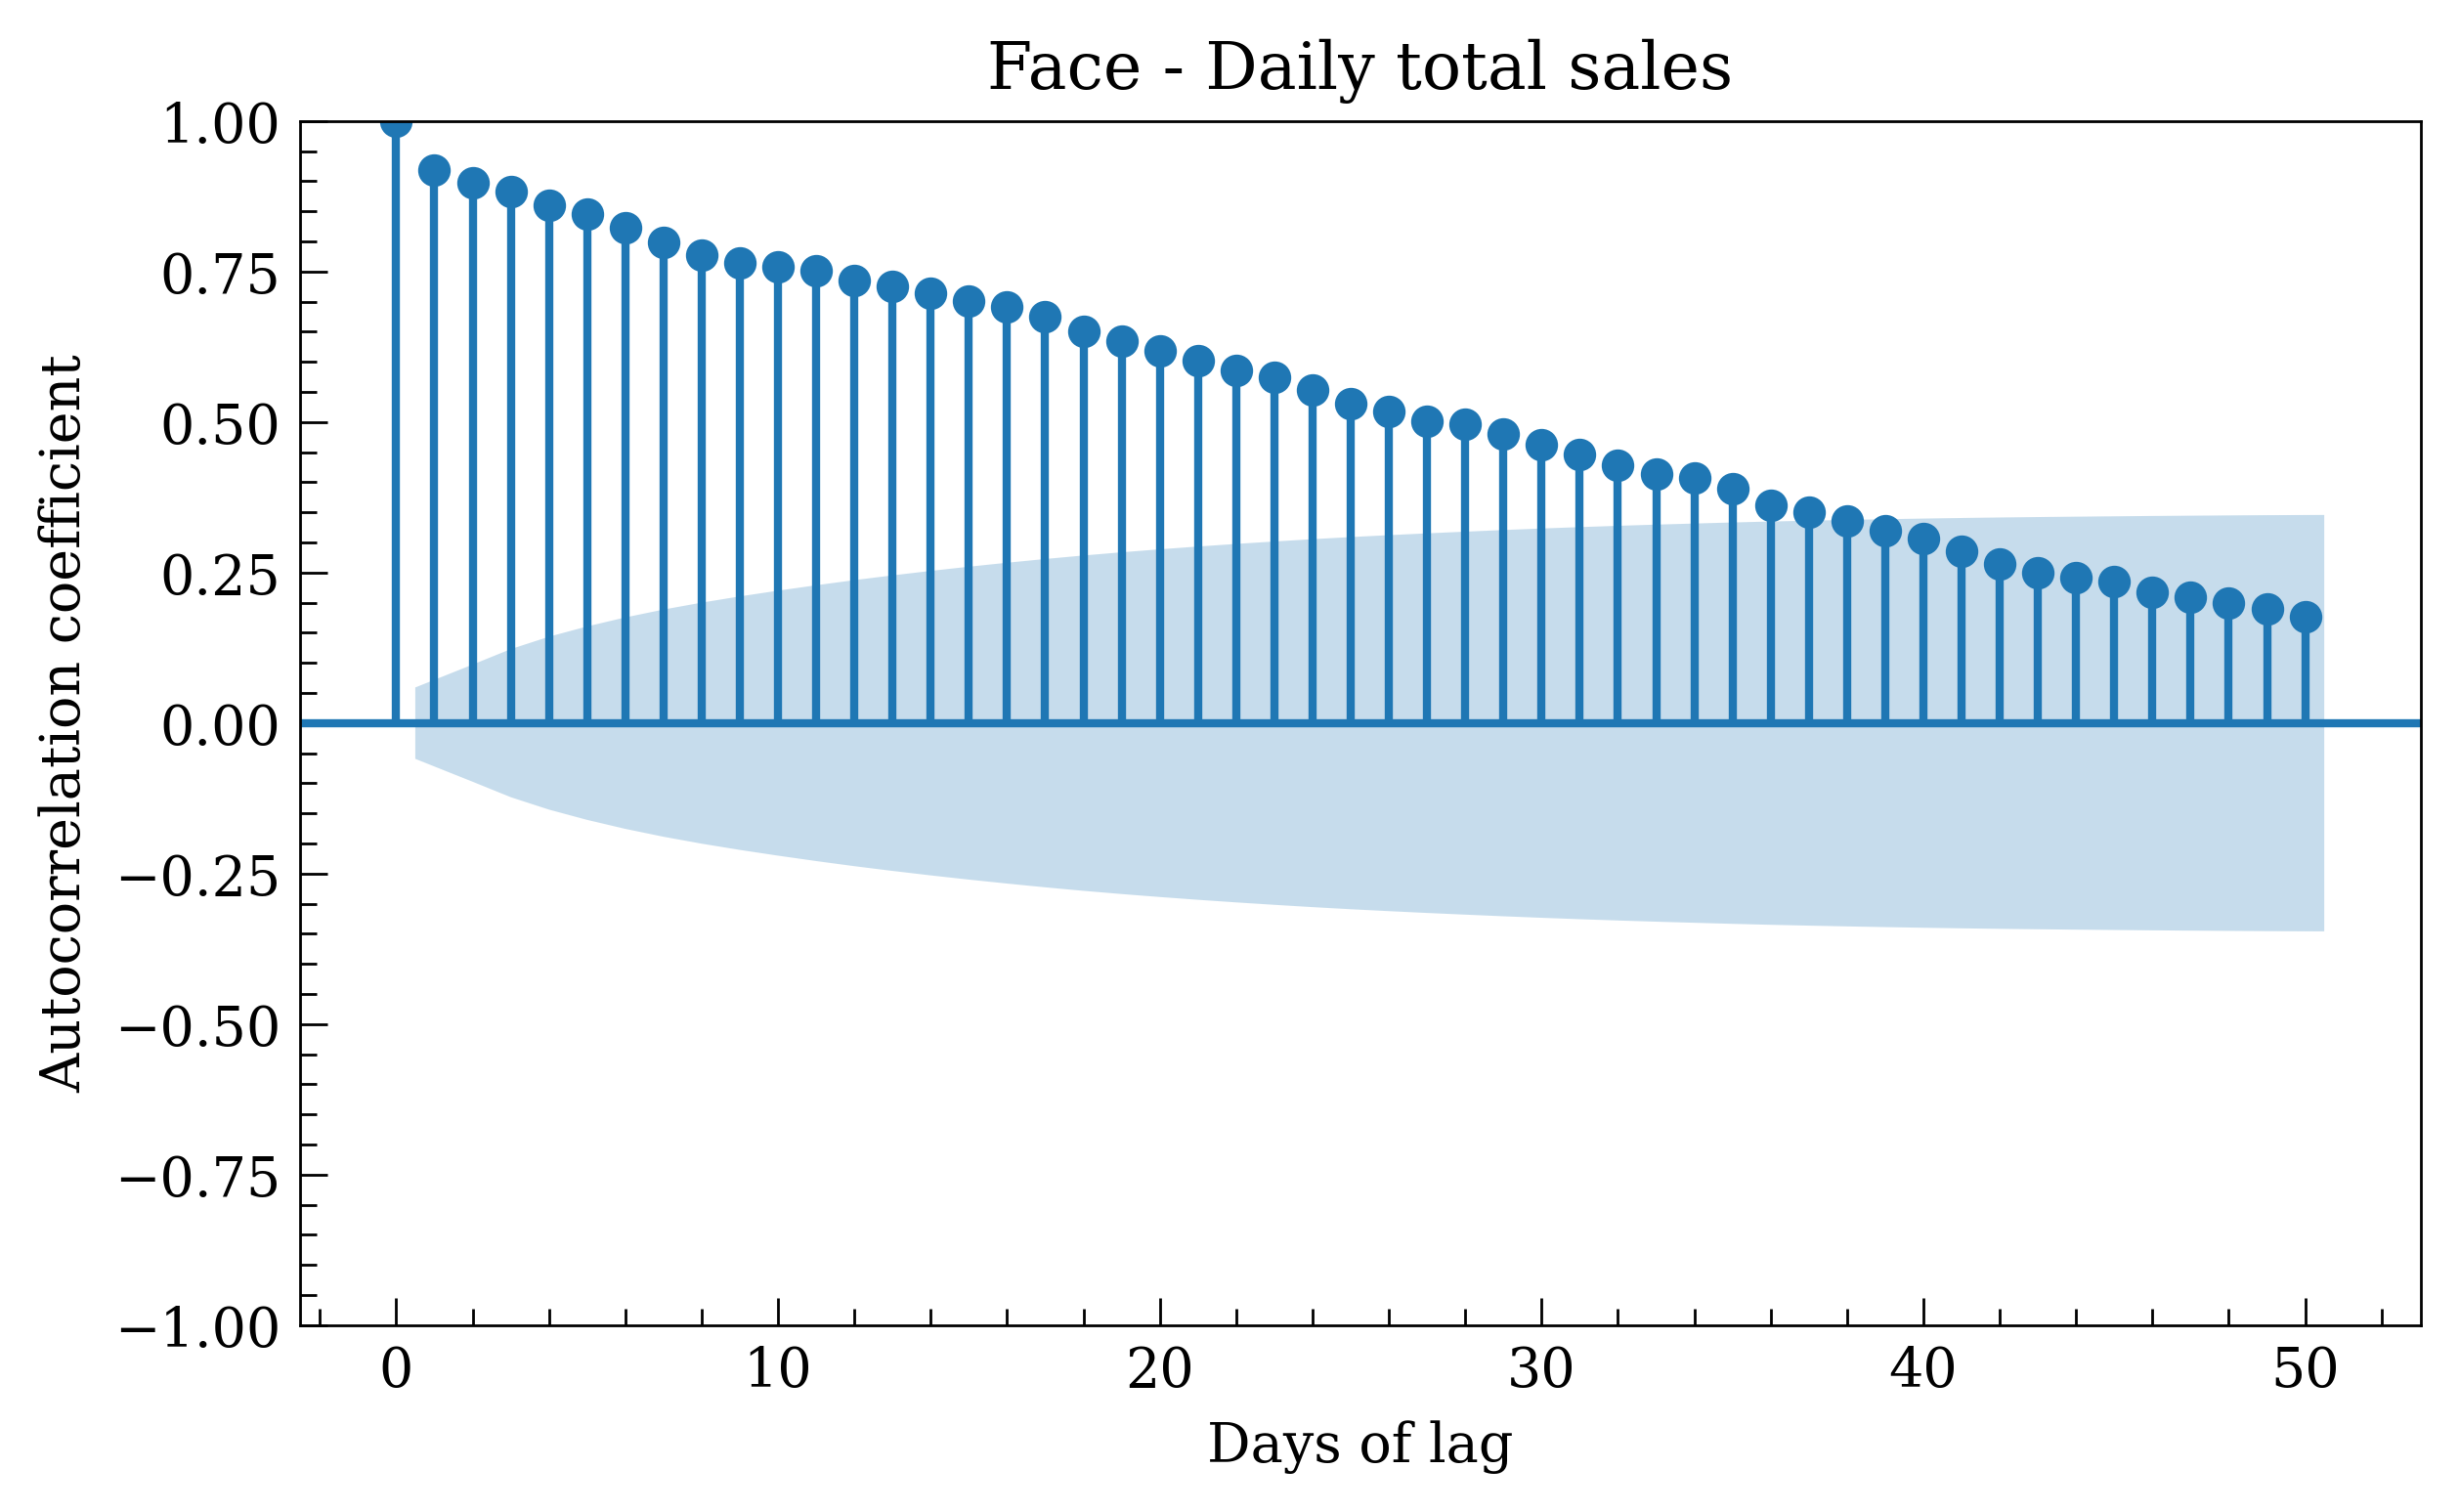 Face - Daily total sales
Autocorrelation coefficient
1.00
0.75
0.50
0.25
0.00
−0.25
−0.50
−0.75
−1.00
0 10 20 30 40 50
Days of lag